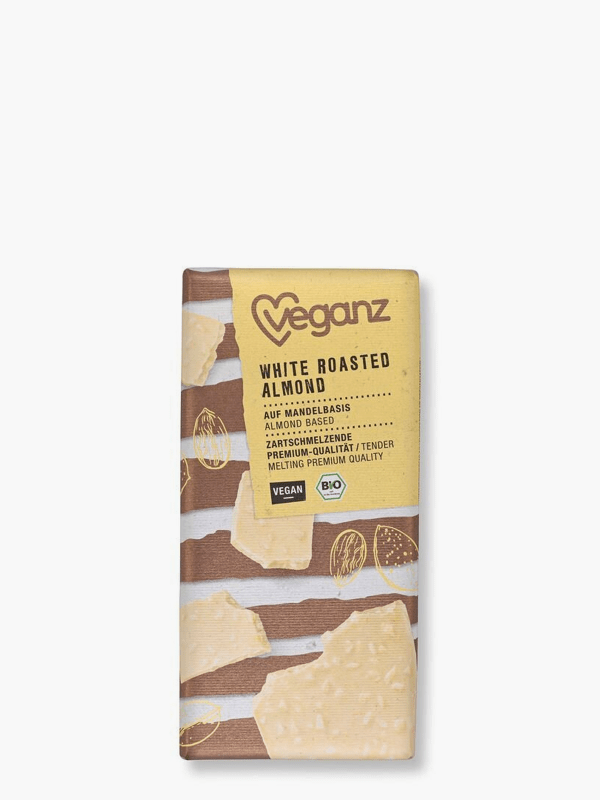 veganz
WHITE ROASTED
ALMOND
AUF MANDELBASIS
ALMOND BASED
ZARTSCHMELZENDE
PREMIUM-QUALITÄT / TENDER
MELTING PREMIUM QUALITY
VEGAN
BIO